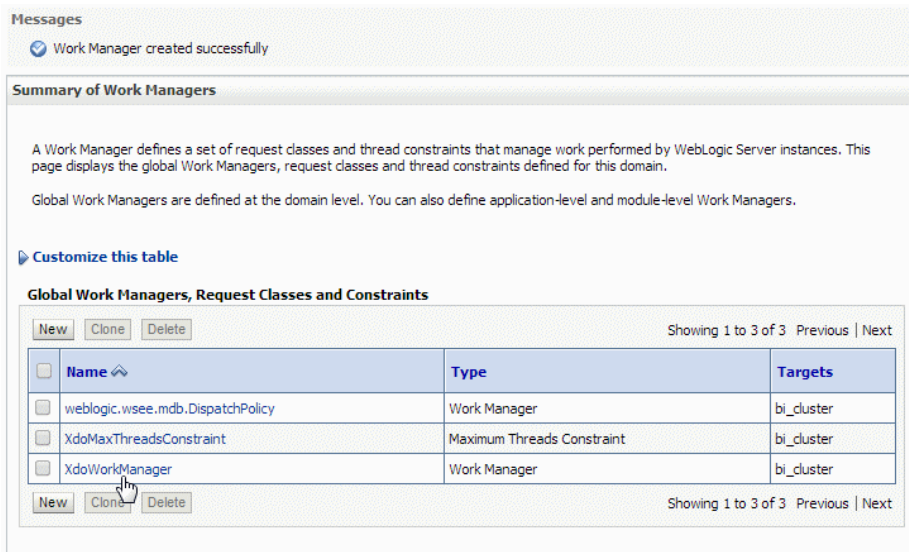 Messages
Work Manager created successfully
Summary of Work Managers
A Work Manager defines a set of request classes and thread constraints that manage work performed by WebLogic Server instances. This
page displays the global Work Managers, request classes and thread constraints defined for this domain.
Global Work Managers are defined at the domain level. You can also define application-level and module-level Work Managers.
Customize this table
Global Work Managers, Request Classes and Constraints
New Clone Delete Showing 1 to 3 of 3 Previous | Next
Name Type Targets
weblogic.wsee.mdb.DispatchPolicy Work Manager bi_cluster
XdoMaxThreadsConstraint Maximum Threads Constraint bi_cluster
XdoWorkManager Work Manager bi_cluster
New Clone Delete Showing 1 to 3 of 3 Previous | Next